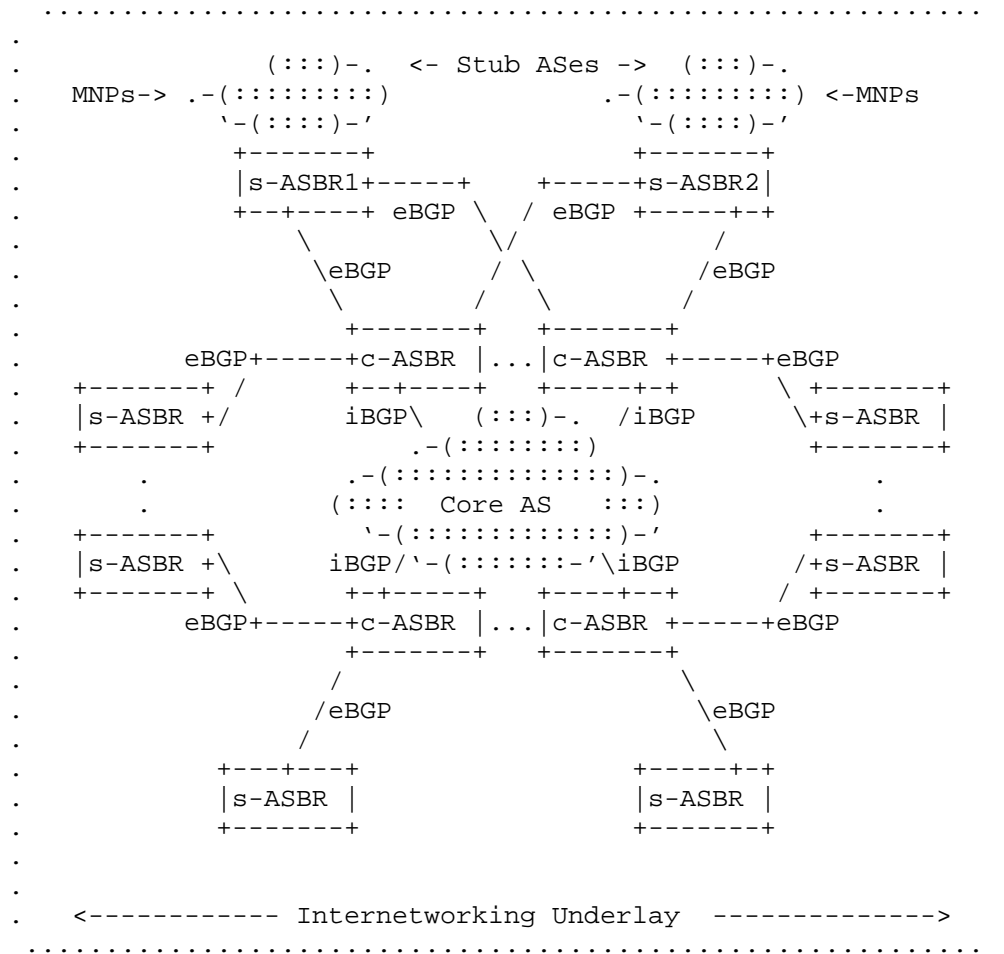 (:::)-. <- Stub ASes -> (:::)-.
MNPs-> .-(:::::::::) .-(:::::::::) <-MNPs
`-(::::)-' `-(::::)-'
+-------+ +-------+
|s-ASBR1+-----+ +-----+s-ASBR2|
+--+----+ eBGP \ / eBGP +-----+-+
\ \/ /
\eBGP / \ /eBGP
\ / \ /
+-------+ +-------+
eBGP+-----+c-ASBR |...|c-ASBR +-----+eBGP
+-------+ / +--+----+ +-----+-+ \ +-------+
|s-ASBR +/ iBGP\ (:::)-. /iBGP \+s-ASBR |
+-------+ .-(::::::::) +-------+
. .-(::::::::::::::)-. .
. (:::: Core AS :::) .
+-------+ `-(:::::::::::::)-' +-------+
|s-ASBR +\ iBGP/`-(:::::::-'\iBGP /+s-ASBR |
+-------+ \ +-+-----+ +----+--+ / +-------+
eBGP+-----+c-ASBR |...|c-ASBR +-----+eBGP
+-------+ +-------+
/ \
/eBGP \eBGP
/ \
+---+---+ +-----+-+
|s-ASBR | |s-ASBR |
+-------+ +-------+
<------------ Internetworking Underlay -------------->